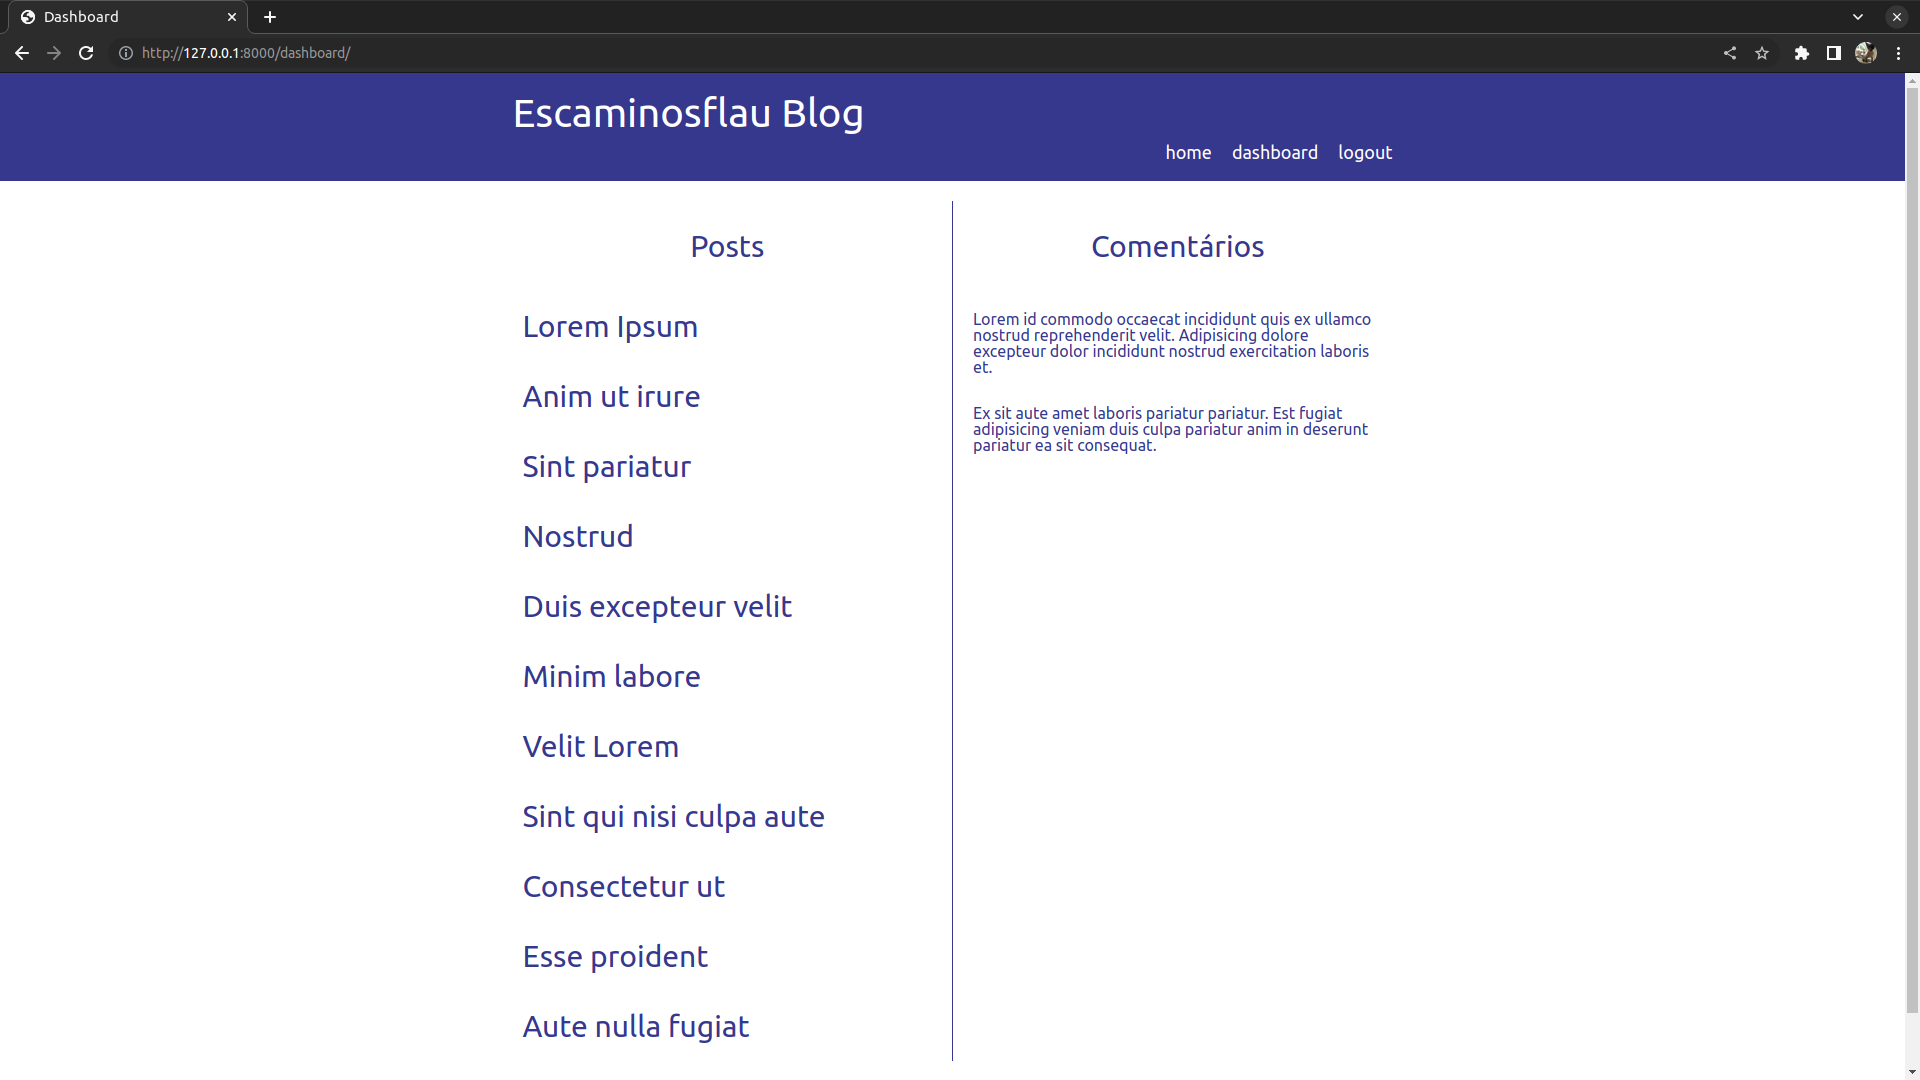 Dashboard
http://127.0.0.1:8000/dashboard/
Escaminosflau Blog
home dashboard logout
Posts
Lorem Ipsum
Anim ut irure
Sint pariatur
Nostrud
Duis excepteur velit
Minim labore
Velit Lorem
Sint qui nisi culpa aute
Consectetur ut
Esse proident
Aute nulla fugiat
Comentários
Lorem id commodo occaecat incididunt quis ex ullamco
nostrud reprehenderit velit. Adipisicing dolore
excepteur dolor incididunt nostrud exercitation laboris
et.
Ex sit aute amet laboris pariatur pariatur. Est fugiat
adipisicing veniam duis culpa pariatur anim in deserunt
pariatur ea sit consequat.